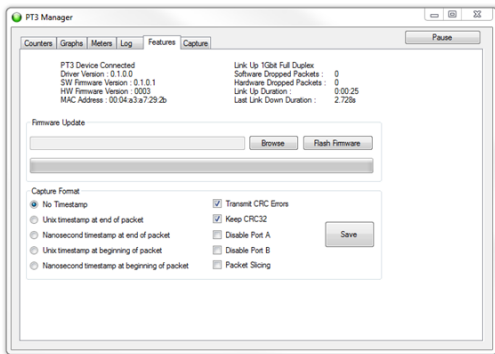 PT3 Manager
Pause
Counters Graphs Meters Log Features Capture
PT3 Device Connected
Driver Version : 0.1.0.0
SW Firmware Version : 0.1.0.1
HW Firmware Version : 0003
MAC Address : 00:04:a3:a7:29:2b
Link Up 1Gbit Full Duplex
Software Dropped Packets : 0
Hardware Dropped Packets : 0
Link Up Duration : 0:00:25
Last Link Down Duration : 2.728s
Firmware Update
Browse
Flash Firmware
Capture Format
No Timestamp
Unix timestamp at end of packet
Nanosecond timestamp at end of packet
Unix timestamp at beginning of packet
Nanosecond timestamp at beginning of packet
Transmit CRC Errors
Keep CRC32
Disable Port A
Disable Port B
Packet Slicing
Save